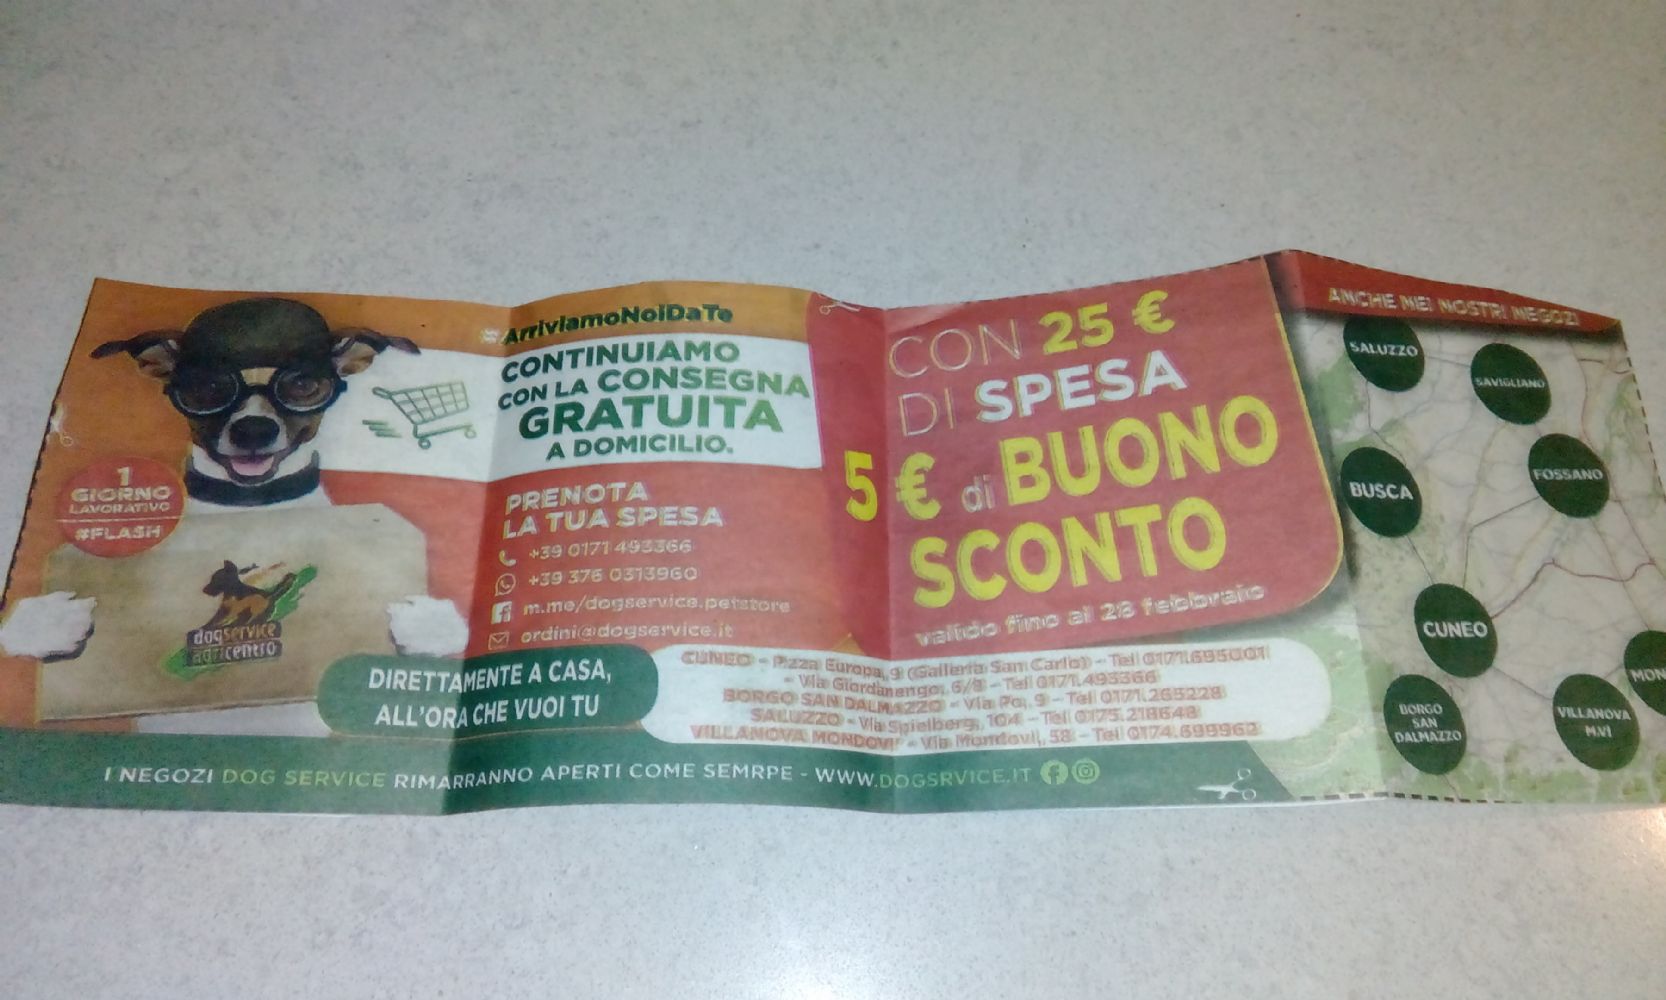 #ArriviamoNoiDaTe
CONTINUIAMO
CON LA CONSEGNA
GRATUITA
A DOMICILIO.
1
GIORNO
LAVORATIVO
#FLASH
dogservice
agricentro
PRENOTA
LA TUA SPESA
+39 0171 493366
+39 376 0313960
m.me/dogservice.petstore
ordini@dogservice.it
DIRETTAMENTE A CASA,
ALL'ORA CHE VUOI TU
CON 25 €
DI SPESA
5 € di BUONO
SCONTO
valido fino al 28 febbraio
CUNEO - P.zza Europa, 9 (Galleria San Carlo) - Tel 0171.695001
- Via Giordanengo, 6/8 - Tel 0171.493366
BORGO SAN DALMAZZO - Via Po, 9 - Tel 0171.265228
SALUZZO - Via Spielberg, 104 - Tel 0175.218648
VILLANOVA MONDOVI' - Via Mondovì, 58 - Tel 0174.699962
I NEGOZI DOG SERVICE RIMARRANNO APERTI COME SEMRPE - WWW.DOGSRVICE.IT
ANCHE NEI NOSTRI NEGOZI
SALUZZO
SAVIGLIANO
BUSCA
FOSSANO
CUNEO
MON
BORGO
SAN
DALMAZZO
VILLANOVA
M.VI